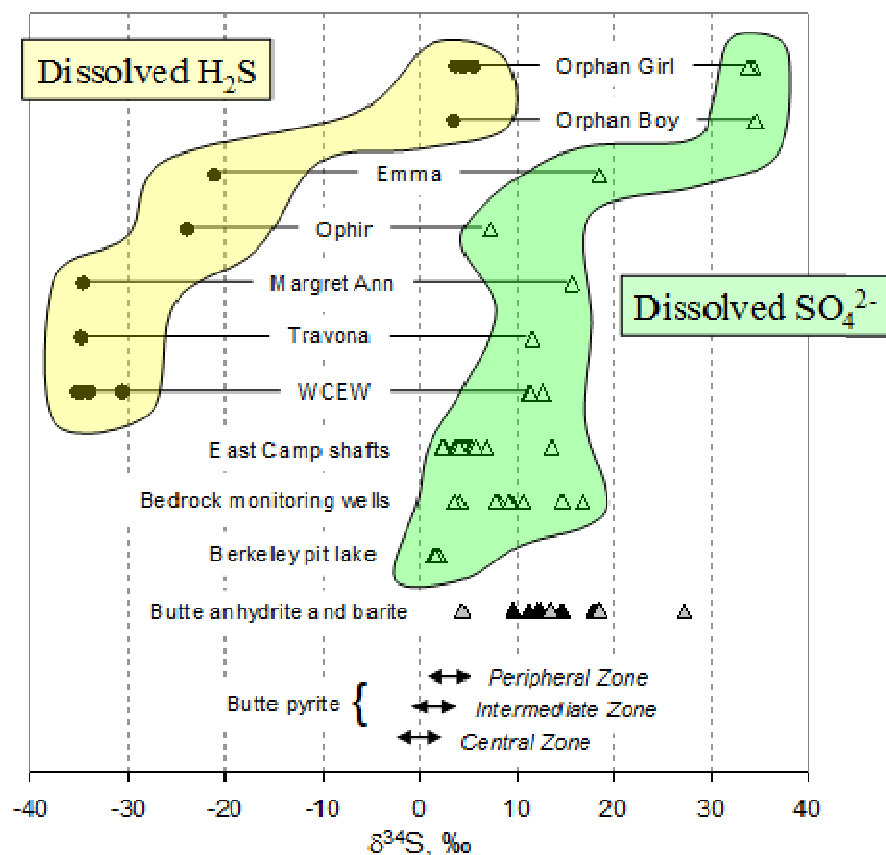 Dissolved H₂S
Orphan Girl
Orphan Boy
Emma
Ophir
Margret Ann
Dissolved SO₄²⁻
Travona
WCEW
East Camp shafts
Bedrock monitoring wells
Berkeley pit lake
Butte anhydrite and barite
Peripheral Zone
Butte pyrite {
Intermediate Zone
Central Zone
-40 -30 -20 -10 0 10 20 30 40
δ³⁴S, ‰